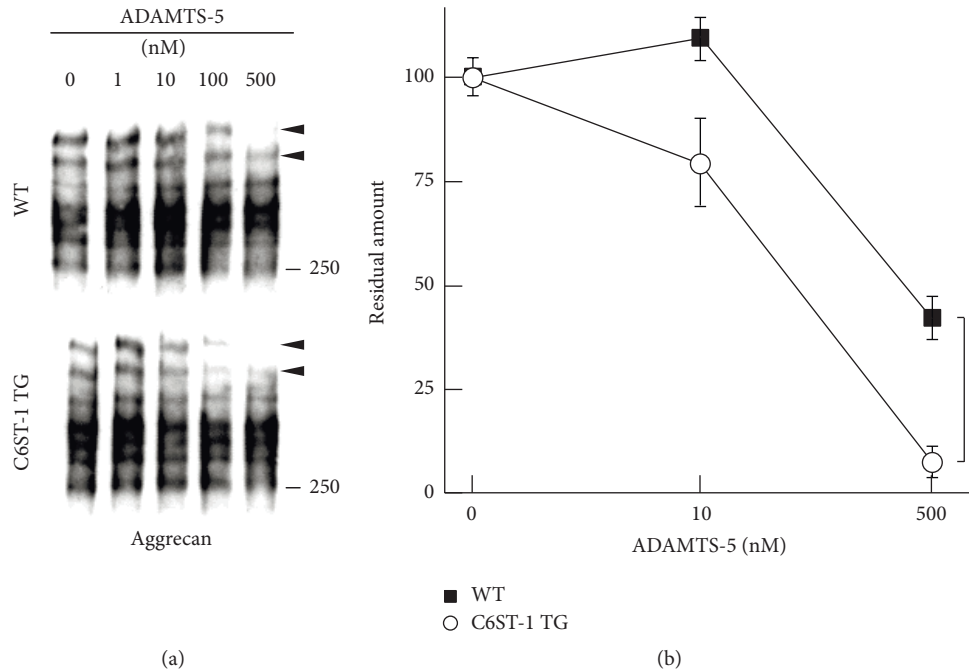 ADAMTS-5
(nM)
0 1 10 100 500
WT
250
C6ST-1 TG
250
Aggrecan
(a)
Residual amount
100
75
50
25
0
0 10 500
ADAMTS-5 (nM)
WT
C6ST-1 TG
(b)